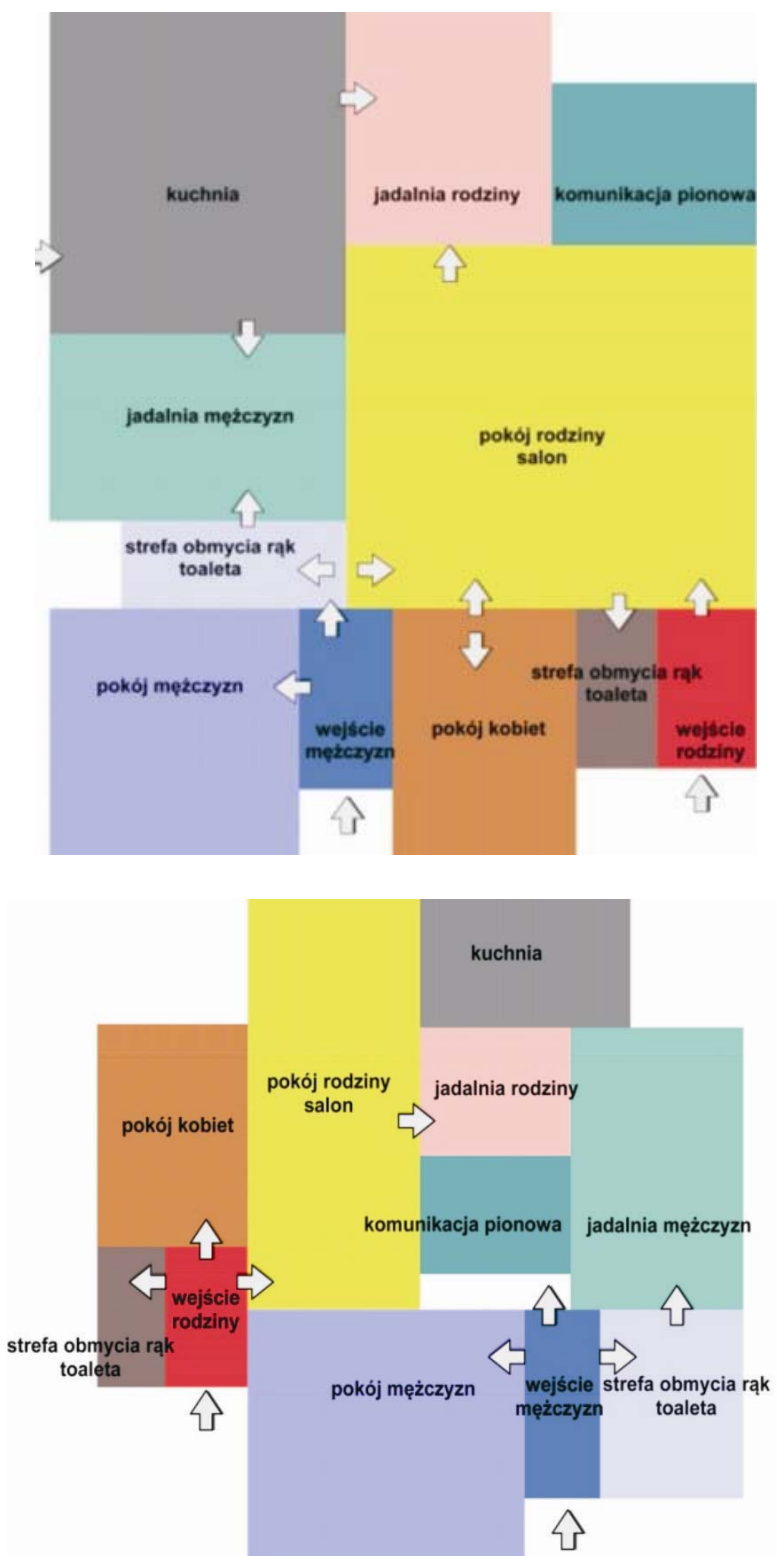 kuchnia
jadalnia rodziny
komunikacja pionowa
jadalnia mężczyzn
pokój rodziny
salon
strefa obmycia rąk
toaleta
pokój mężczyzn
wejście
mężczyzn
pokój kobiet
strefa obmycia rąk
toaleta
wejście
rodziny
kuchnia
pokój rodziny
salon
jadalnia rodziny
pokój kobiet
komunikacja pionowa
jadalnia mężczyzn
wejście
rodziny
strefa obmycia rąk
toaleta
pokój mężczyzn
wejście
mężczyzn
strefa obmycia rąk
toaleta